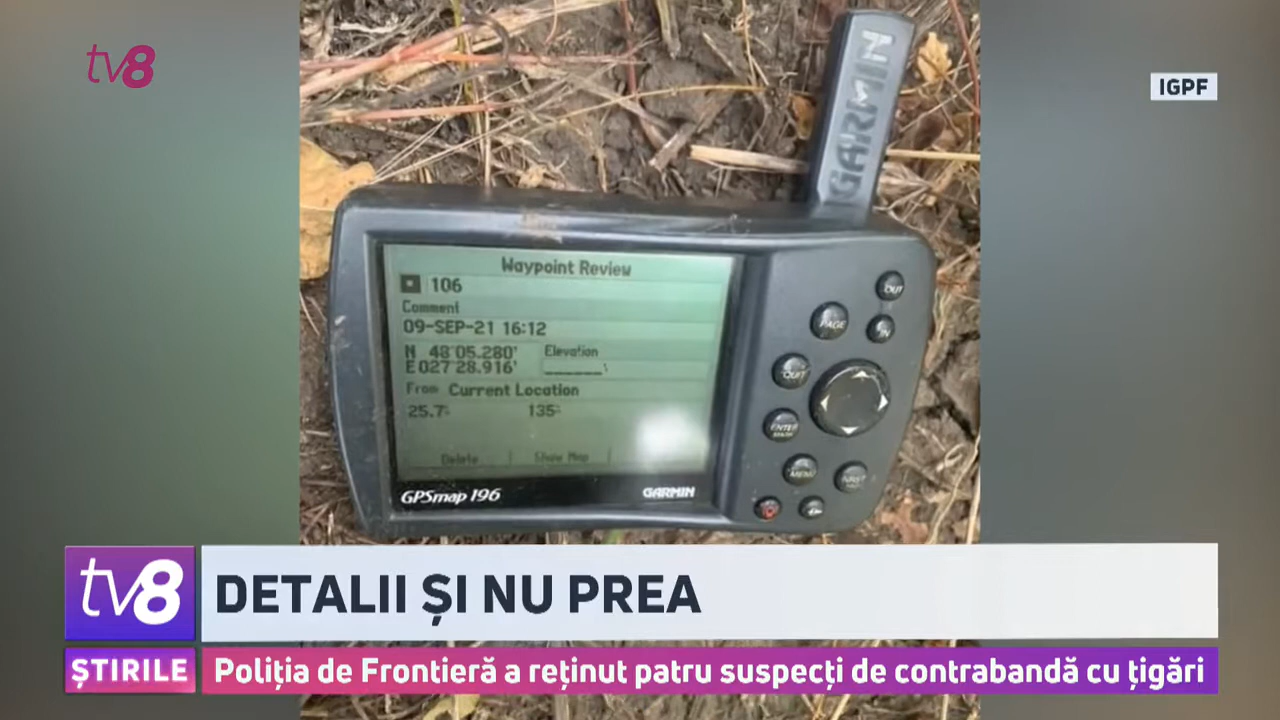 tv8
IGPF
GARMIN
Waypoint Review
106
Comment
09-SEP-21 16:12
N 48°05.280'
Elevation
E 027°28.916'
From Current Location
25.7
135
Delete
Show Map
GPSmap 196
GARMIN
OUT
PAGE
IN
QUIT
ENTER
MARK
MENU
NRST
tv8
DETALII ȘI NU PREA
ȘTIRILE
Poliția de Frontieră a reținut patru suspecți de contrabandă cu țigări